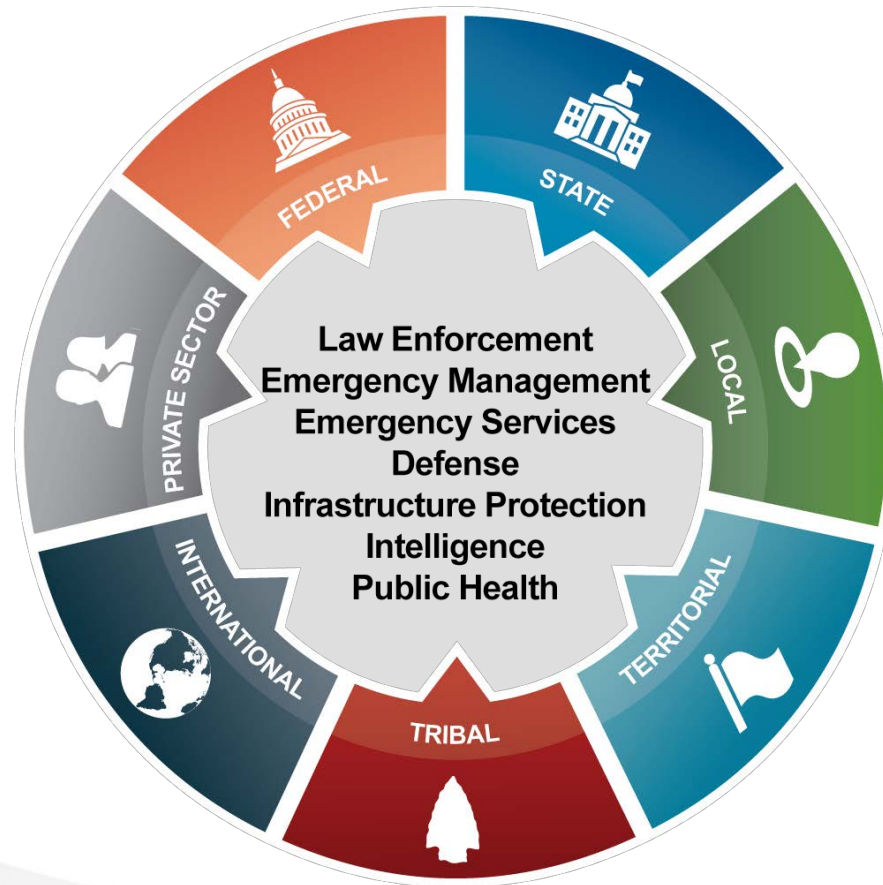 FEDERAL
STATE
PRIVATE SECTOR
LOCAL
Law Enforcement
Emergency Management
Emergency Services
Defense
Infrastructure Protection
Intelligence
Public Health
INTERNATIONAL
TERRITORIAL
TRIBAL